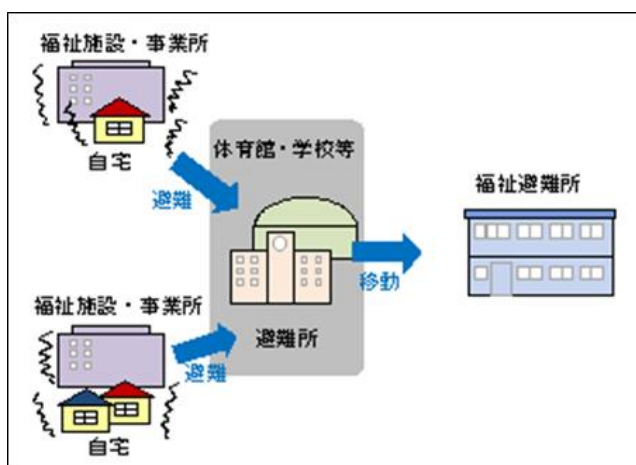 福祉施設・事業所
自宅
避難
体育館・学校等
避難所
移動
福祉避難所
福祉施設・事業所
自宅
避難